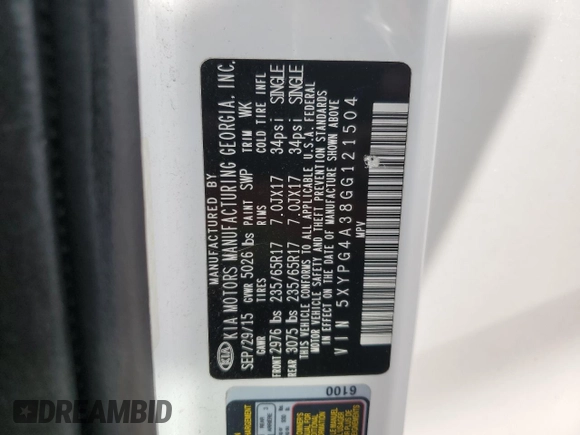 MANUFACTURED BY
KIA KIA MOTORS MANUFACTURING GEORGIA, INC.
SEP/29/15 GVWR 5026 lbs PAINT SWP TRIM WK
GAWR TIRES RIMS COLD TIRE INFL
FRONT 2976 lbs 235/65R17 7.0JX17 34psi SINGLE
REAR 3075 lbs 235/65R17 7.0JX17 34psi SINGLE
THIS VEHICLE CONFORMS TO ALL APPLICABLE U.S.A. FEDERAL
MOTOR VEHICLE SAFETY AND THEFT PREVENTION STANDARDS
IN EFFECT ON THE DATE OF MANUFACTURE SHOWN ABOVE
VIN 5XYPG4A38GG121504
MPV
6100
© AutoBidMaster